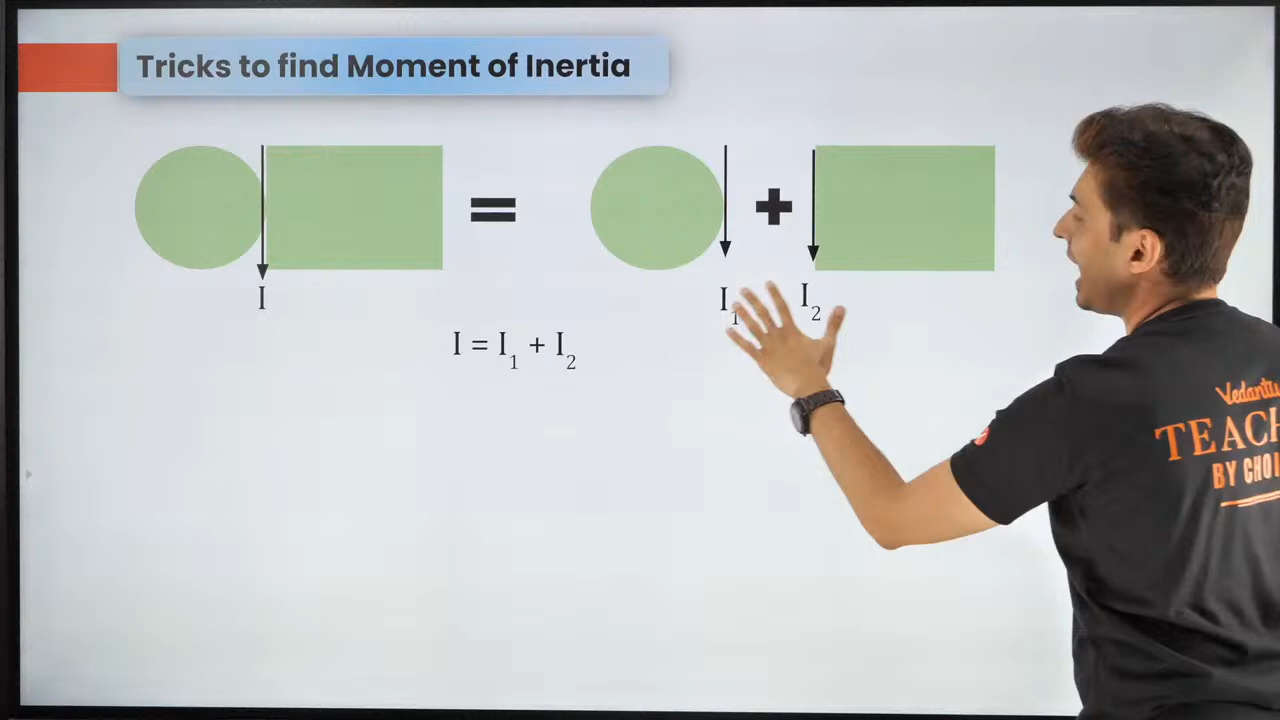 Tricks to find Moment of Inertia
=
+
I
I₁
I₂
I = I₁ + I₂
Vedantu
TEACH
BY CHOI